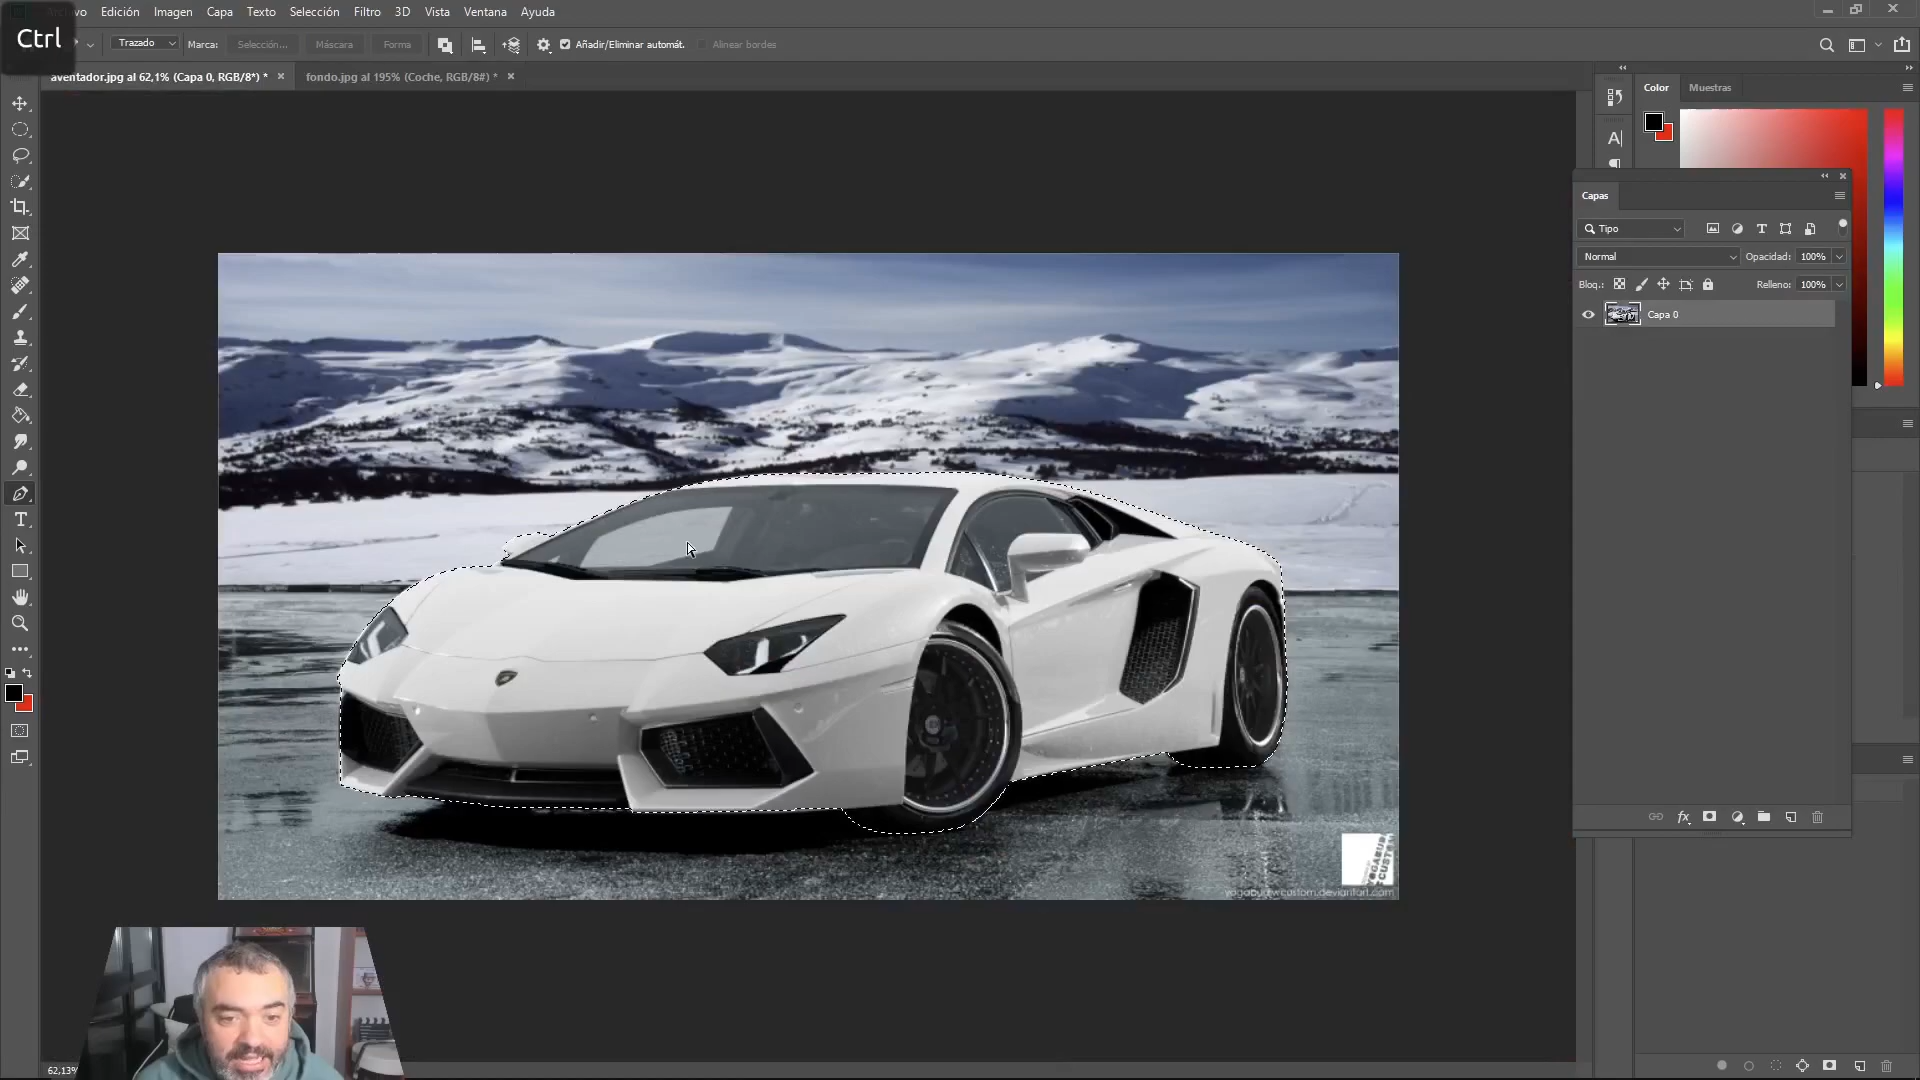 Ctrl
Archivo Edición Imagen Capa Texto Selección Filtro 3D Vista Ventana Ayuda
Trazado Marca: Selección... Máscara Forma Añadir/Eliminar automát. Alinear bordes
aventador.jpg al 62,1% (Capa 0, RGB/8*) * fondo.jpg al 195% (Coche, RGB/8#) *
Color Muestras
Capas
Tipo
Normal Opacidad: 100%
Bloq.: Relleno: 100%
Capa 0
62,13%